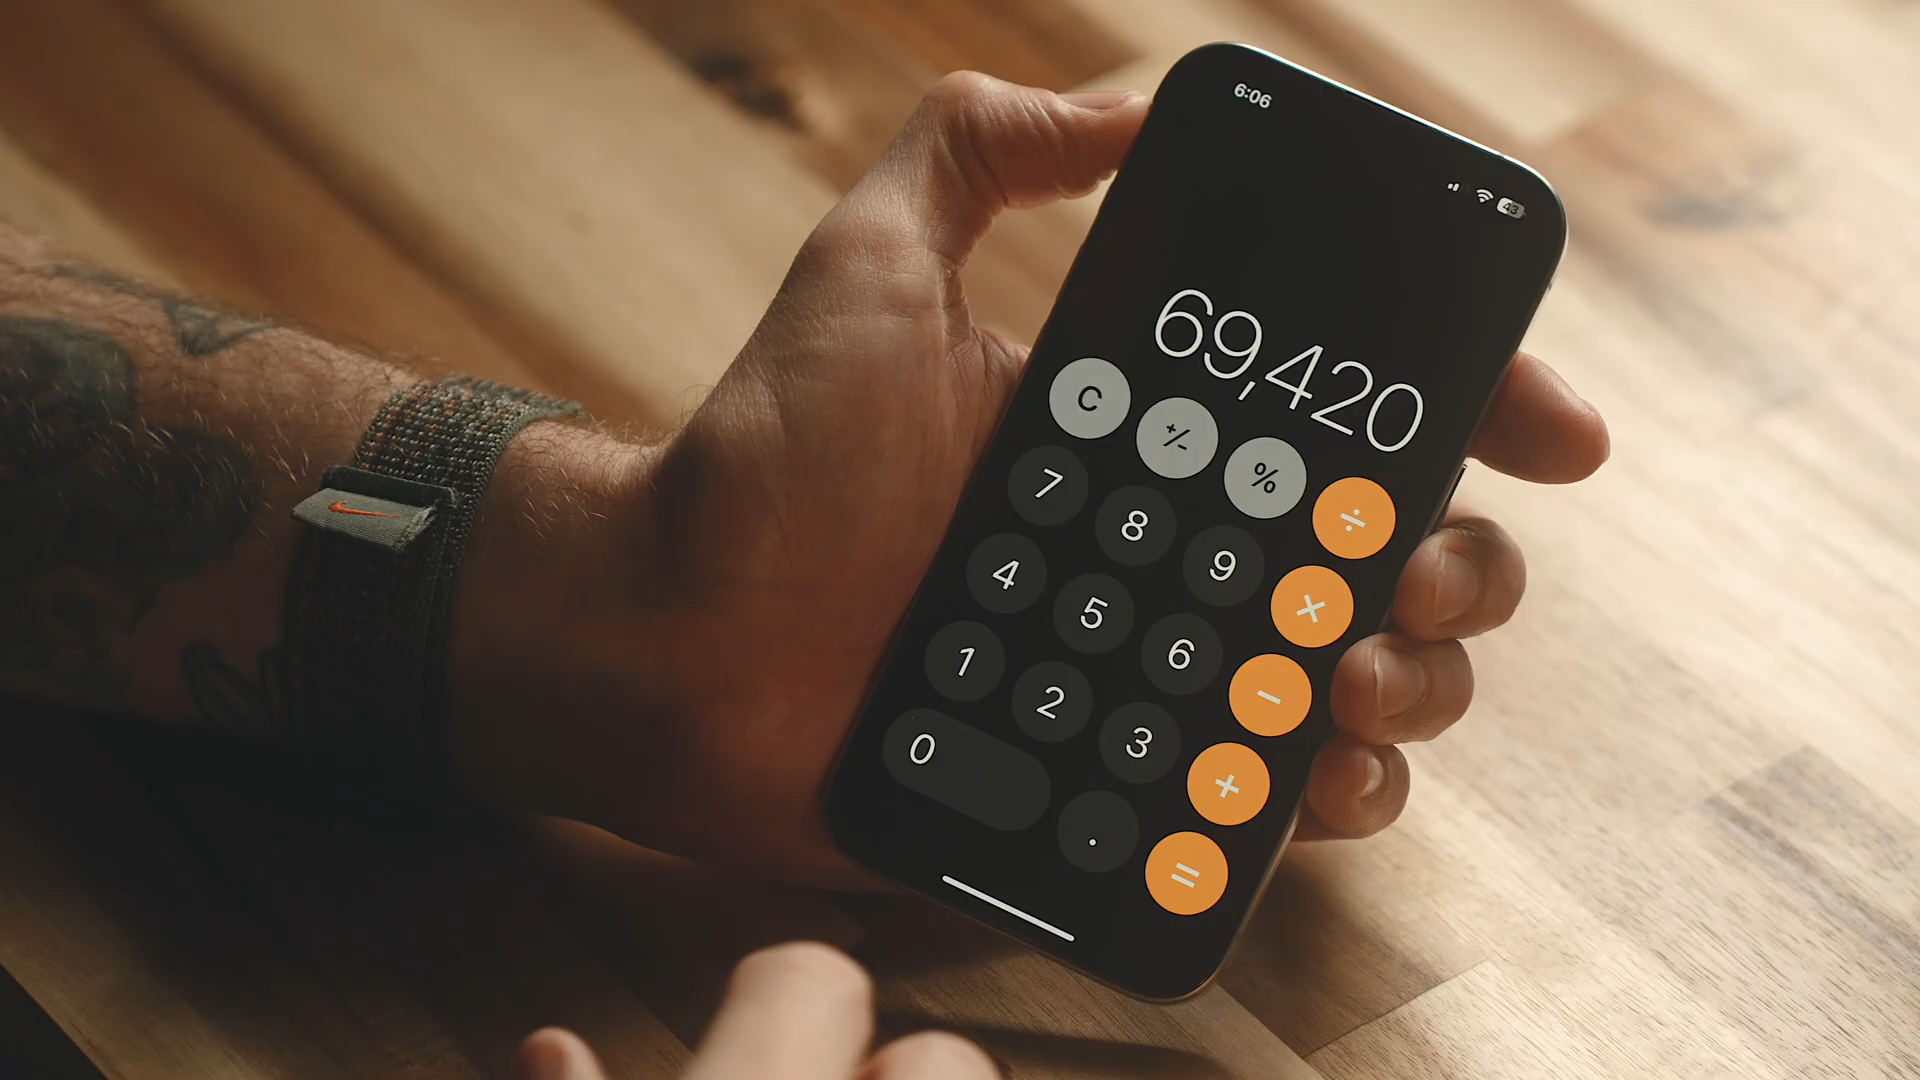 6:06
43
69,420
C +/- % ÷
7 8 9 ×
4 5 6 −
1 2 3 +
0 . =